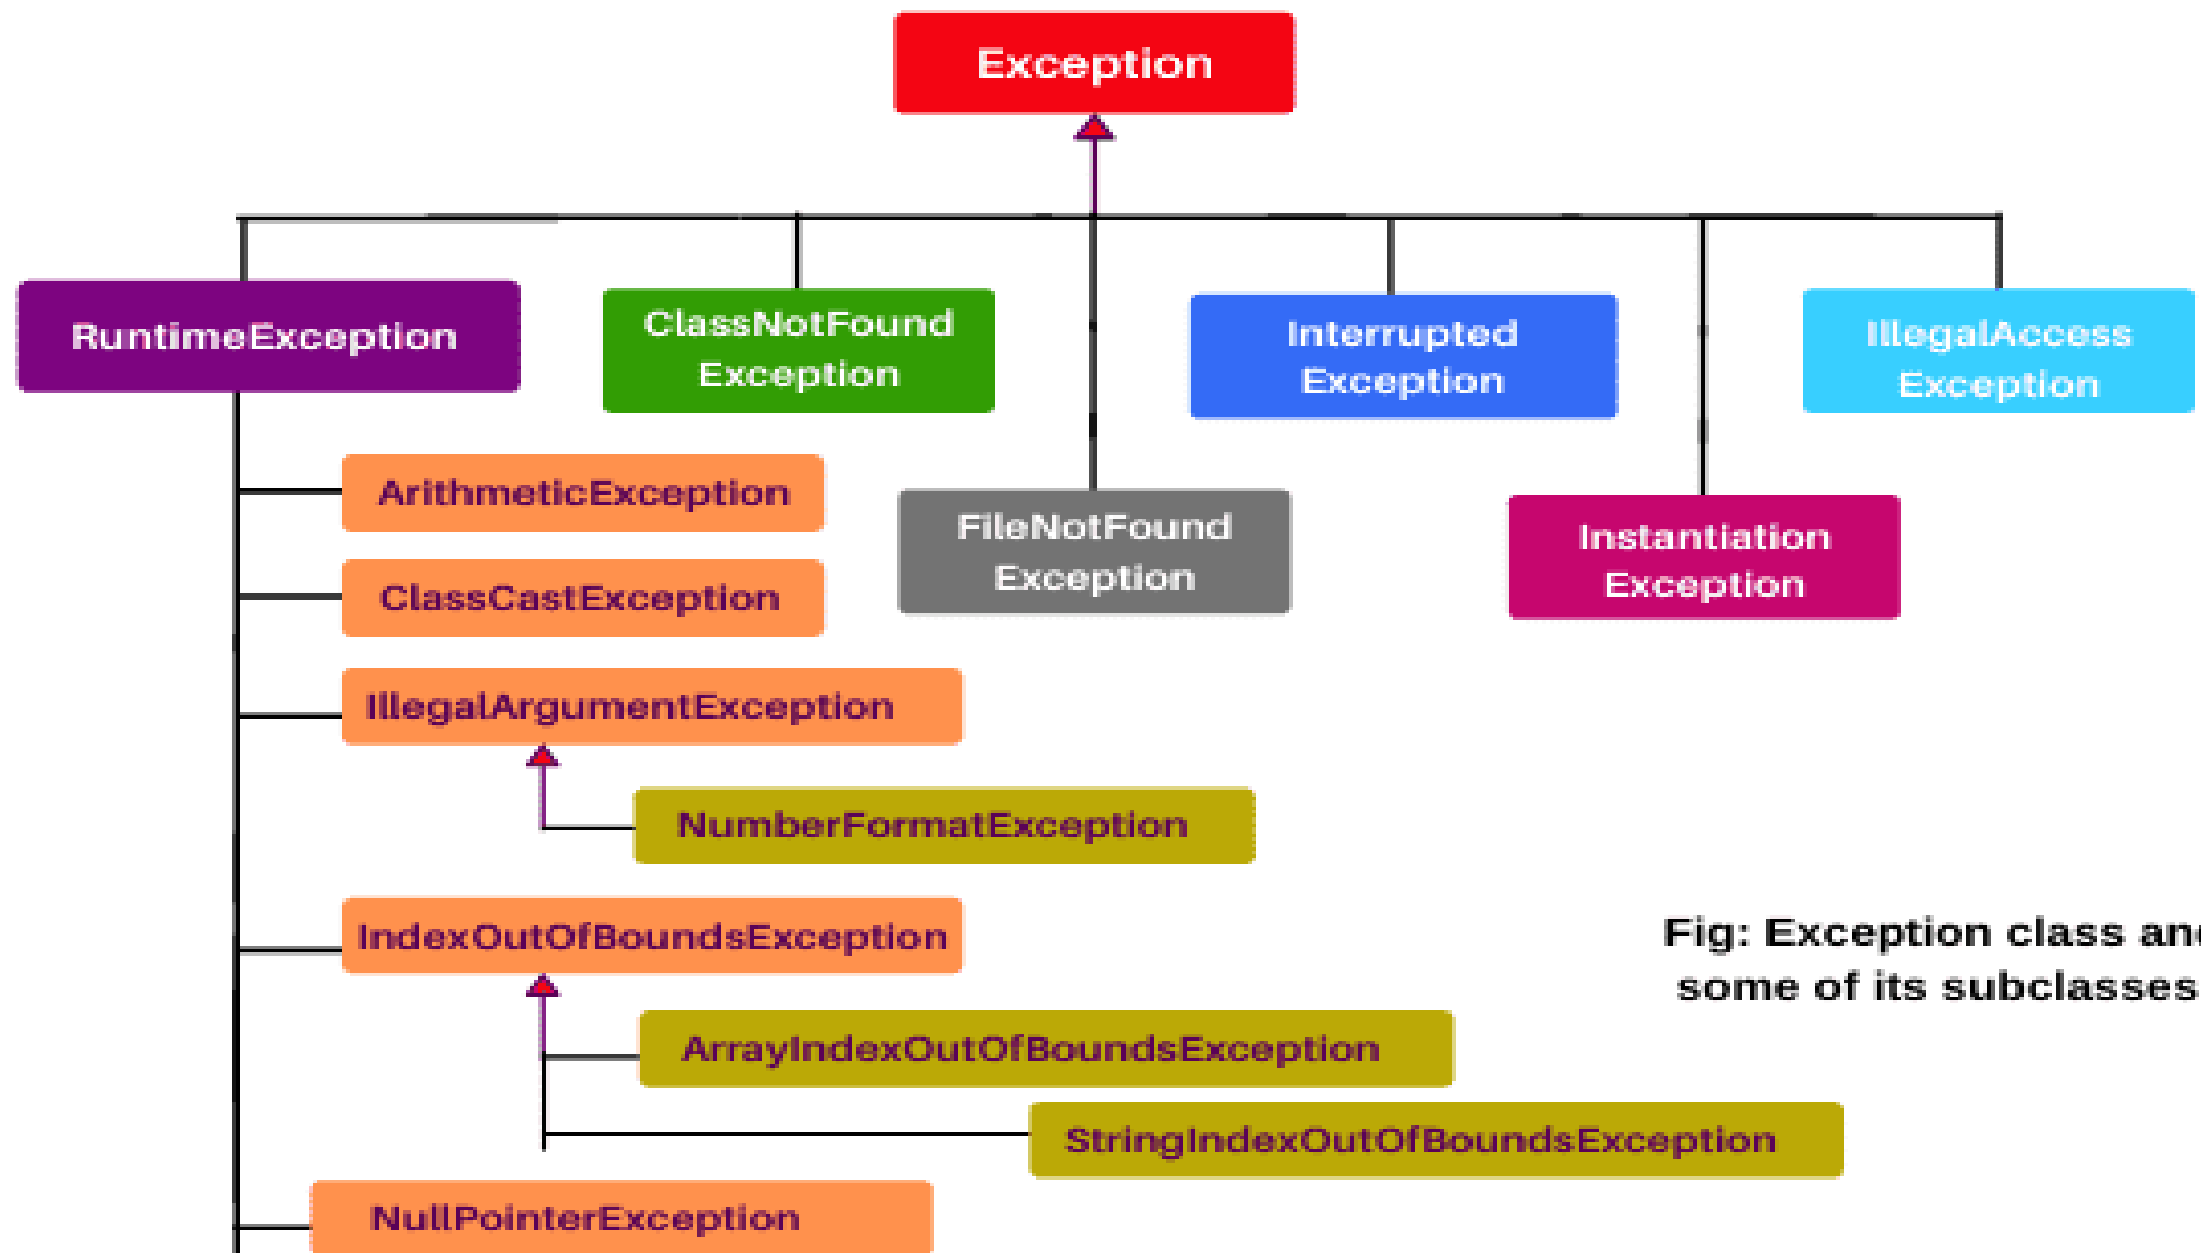 Exception
RuntimeException
ClassNotFound
Exception
Interrupted
Exception
IllegalAccess
Exception
ArithmeticException
FileNotFound
Exception
Instantiation
Exception
ClassCastException
IllegalArgumentException
NumberFormatException
IndexOutOfBoundsException
Fig: Exception class an
some of its subclasses
ArrayIndexOutOfBoundsException
StringIndexOutOfBoundsException
NullPointerException